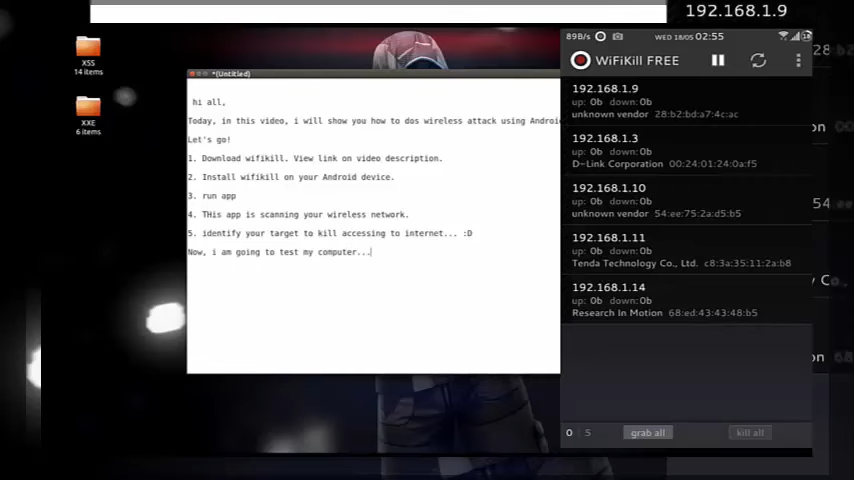 192.168.1.9
XSS
14 items
XXE
6 items
*(Untitled)
hi all,
Today, in this video, i will show you how to dos wireless attack using Androi
Let's go!
1. Download wifikill. View link on video description.
2. Install wifikill on your Android device.
3. run app
4. THis app is scanning your wireless network.
5. identify your target to kill accessing to internet... :D
Now, i am going to test my computer...
89B/s
WED 18/05 02:55
WiFiKill FREE
192.168.1.9
up: 0b down:0b
unknown vendor 28:b2:bd:a7:4c:ac
192.168.1.3
up: 0b down:0b
D-Link Corporation 00:24:01:24:0a:f5
192.168.1.10
up: 0b down:0b
unknown vendor 54:ee:75:2a:d5:b5
192.168.1.11
up: 0b down:0b
Tenda Technology Co., Ltd. c8:3a:35:11:2a:b8
192.168.1.14
up: 0b down:0b
Research In Motion 68:ed:43:43:48:b5
0 5 grab all kill all